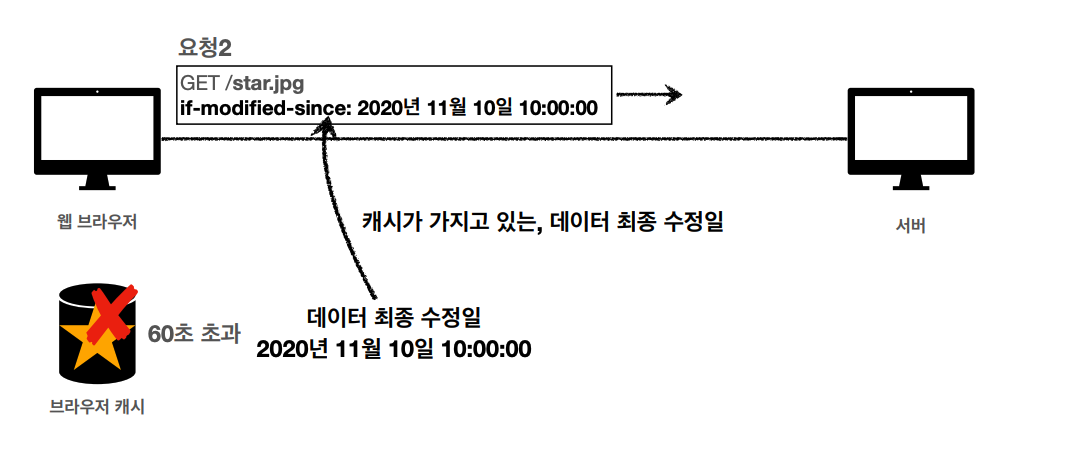 요청2
GET /star.jpg
if-modified-since: 2020년 11월 10일 10:00:00
웹 브라우저
서버
캐시가 가지고 있는, 데이터 최종 수정일
데이터 최종 수정일
2020년 11월 10일 10:00:00
60초 초과
브라우저 캐시